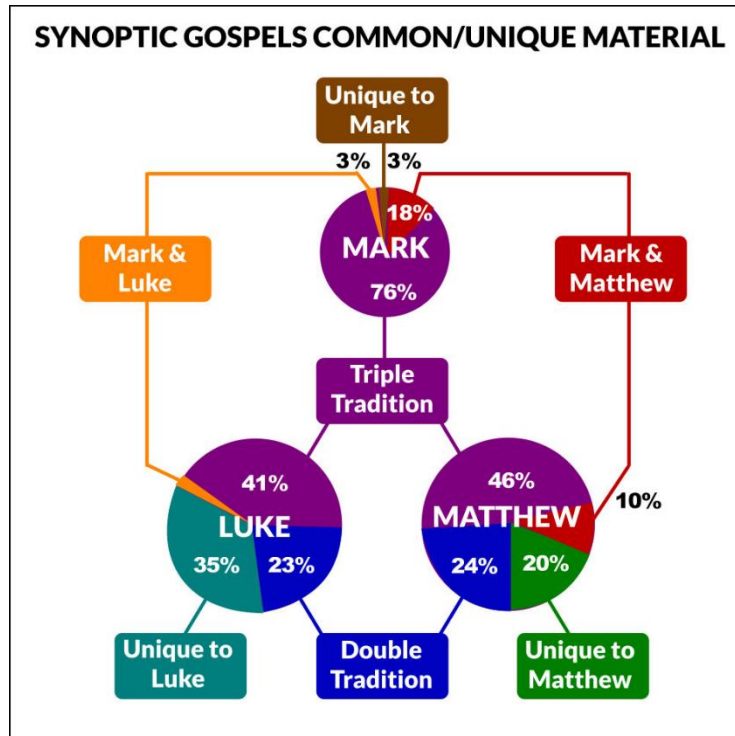 SYNOPTIC GOSPELS COMMON/UNIQUE MATERIAL
Unique to
Mark
3%
3%
18%
MARK
76%
Mark &
Luke
Mark &
Matthew
Triple
Tradition
41%
LUKE
35%
23%
46%
MATTHEW
10%
24%
20%
Unique to
Luke
Double
Tradition
Unique to
Matthew